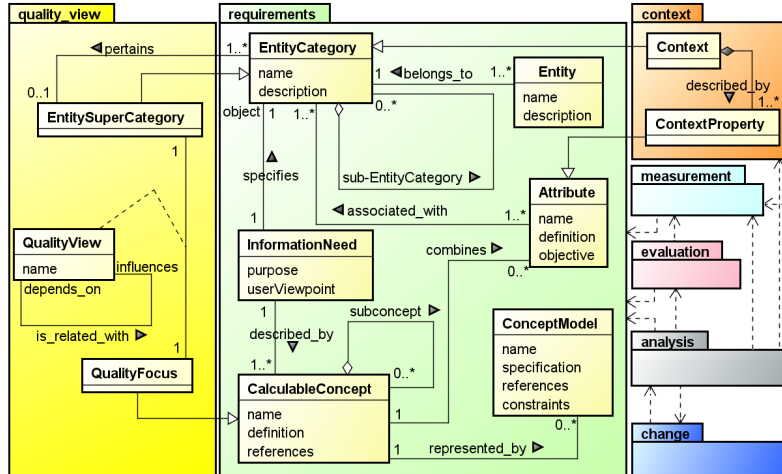 quality_view
requirements
context
pertains
1..*
EntityCategory
name
description
1
belongs_to
1..*
Entity
name
description
Context
described_by
1..*
ContextProperty
0..1
EntitySuperCategory
1
object
1
1..*
0..*
sub-EntityCategory
specifies
1
associated_with
1..*
Attribute
name
definition
objective
0..*
measurement
evaluation
analysis
change
QualityView
name
influences
depends_on
is_related_with
1
QualityFocus
InformationNeed
purpose
userViewpoint
1
described_by
1..*
combines
subconcept
0..*
CalculableConcept
name
definition
references
1
1
represented_by
ConceptModel
name
specification
references
constraints
0..*